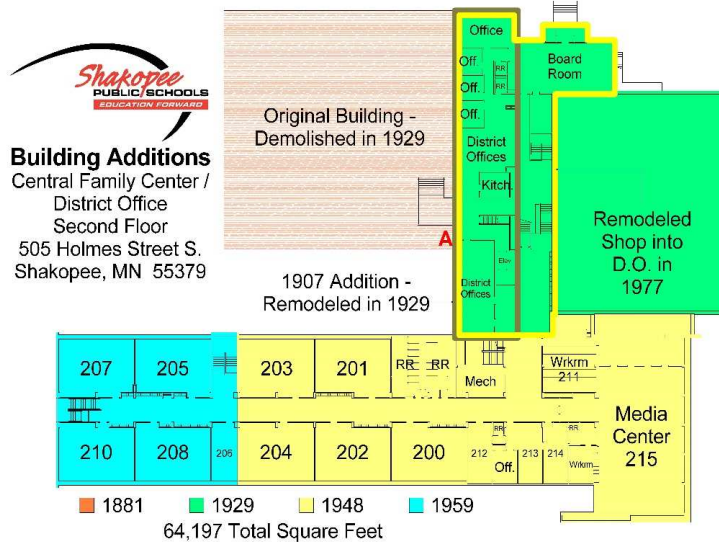 Shakopee
PUBLIC SCHOOLS
EDUCATION FORWARD
Building Additions
Central Family Center /
District Office
Second Floor
505 Holmes Street S.
Shakopee, MN 55379
Original Building -
Demolished in 1929
1907 Addition -
Remodeled in 1929
A
Office
Off.
RR
Off.
RR
Off.
District
Offices
Kitch.
Elev
District
Offices
Board
Room
Remodeled
Shop into
D.O. in
1977
207
205
203
201
RR
RR
Mech
Wrkrm
211
Media
Center
215
210
208
206
204
202
200
212
RR
Off.
213
214
RR
Wrkrm
1881
1929
1948
1959
64,197 Total Square Feet